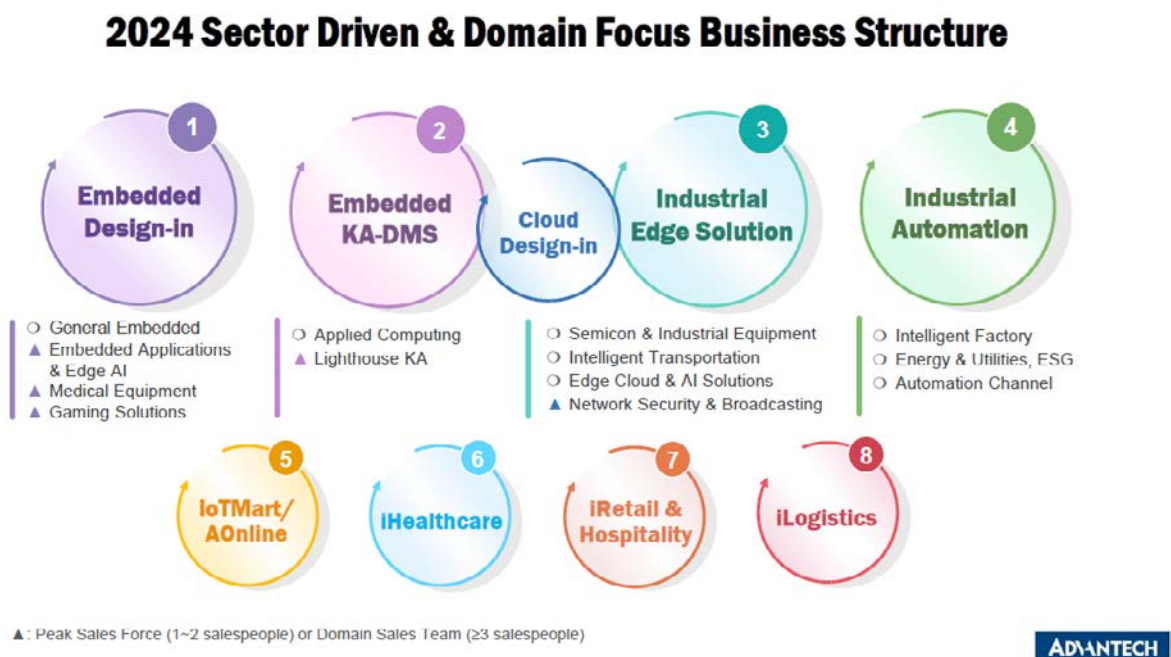 2024 Sector Driven & Domain Focus Business Structure
1
Embedded
Design-in
2
Embedded
KA-DMS
Cloud
Design-in
3
Industrial
Edge Solution
4
Industrial
Automation
○ General Embedded
▲ Embedded Applications
& Edge AI
▲ Medical Equipment
▲ Gaming Solutions
○ Applied Computing
▲ Lighthouse KA
○ Semicon & Industrial Equipment
○ Intelligent Transportation
○ Edge Cloud & AI Solutions
▲ Network Security & Broadcasting
○ Intelligent Factory
○ Energy & Utilities, ESG
○ Automation Channel
5
IoTMart/
AOnline
6
iHealthcare
7
iRetail &
Hospitality
8
iLogistics
▲: Peak Sales Force (1~2 salespeople) or Domain Sales Team (≥3 salespeople)
ADVANTECH